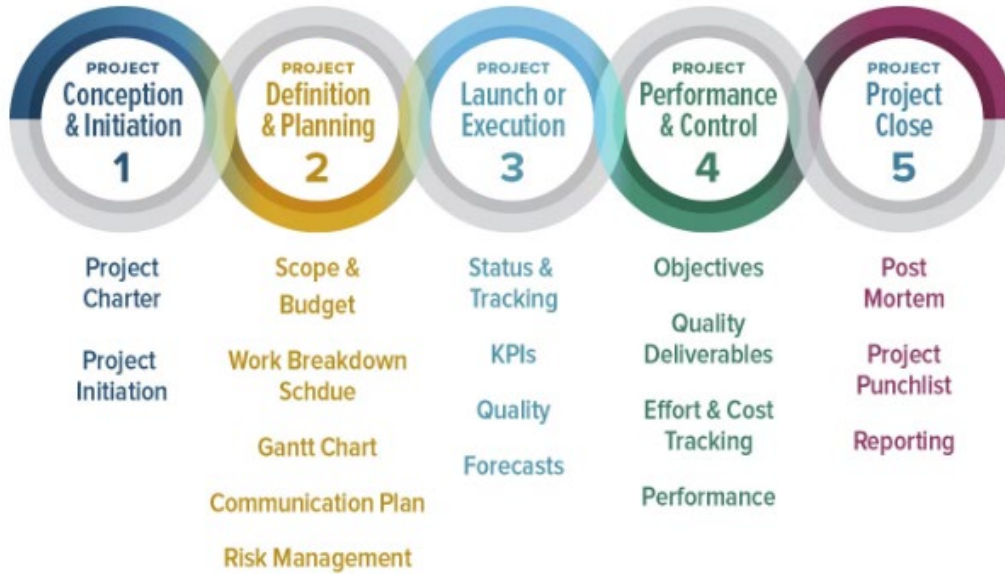 PROJECT
Conception
& Initiation
1
PROJECT
Definition
& Planning
2
PROJECT
Launch or
Execution
3
PROJECT
Performance
& Control
4
PROJECT
Project
Close
5
Project
Charter
Project
Initiation
Scope &
Budget
Work Breakdown
Schdue
Gantt Chart
Communication Plan
Risk Management
Status &
Tracking
KPIs
Quality
Forecasts
Objectives
Quality
Deliverables
Effort & Cost
Tracking
Performance
Post
Mortem
Project
Punchlist
Reporting